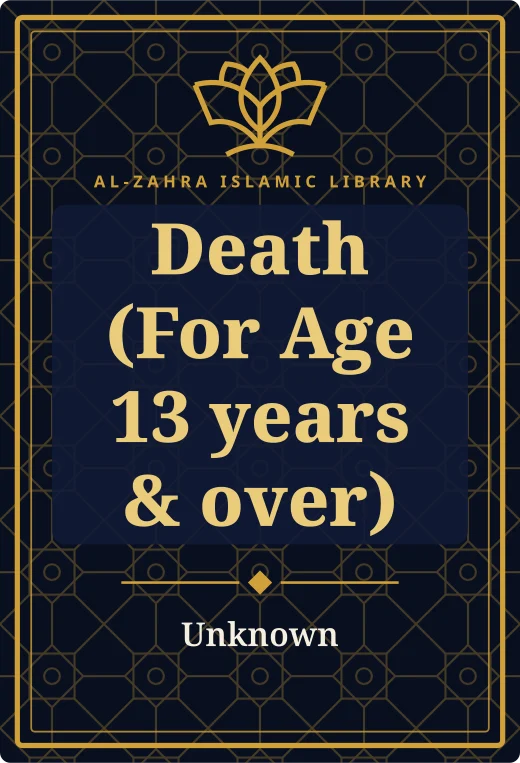 AL-ZAHRA ISLAMIC LIBRARY
Death
(For Age
13 years
& over)
Unknown